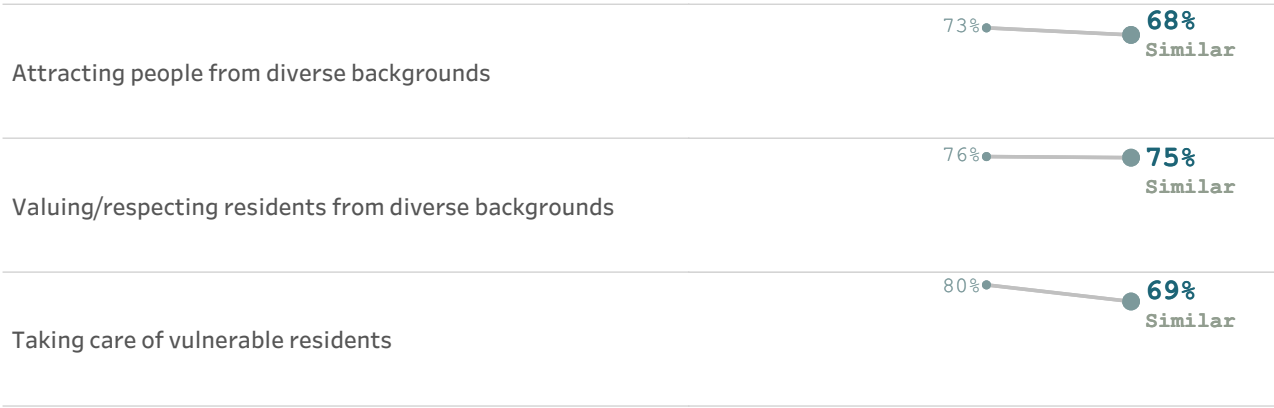 73%
68%
Similar
Attracting people from diverse backgrounds
76%
75%
Similar
Valuing/respecting residents from diverse backgrounds
80%
69%
Similar
Taking care of vulnerable residents